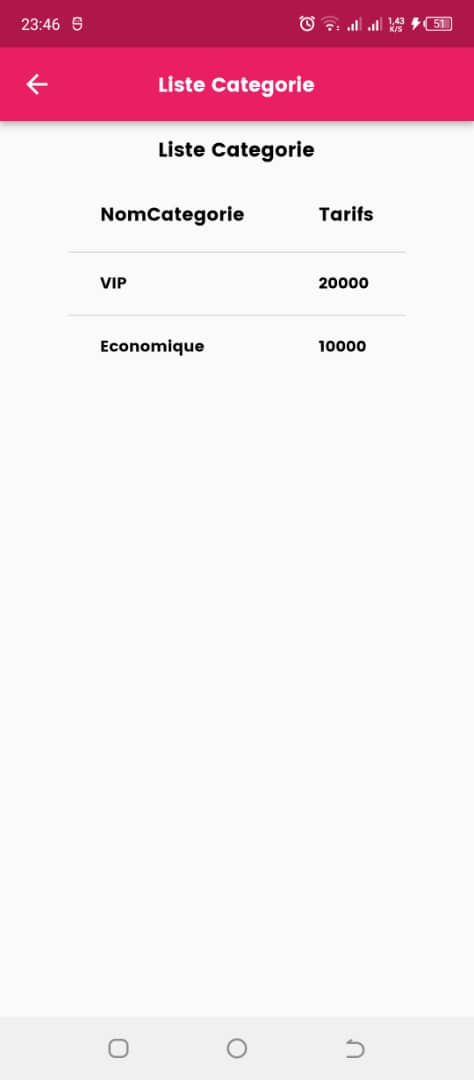 23:46 1,43 K/S 51
Liste Categorie
Liste Categorie
NomCategorie Tarifs
VIP 20000
Economique 10000